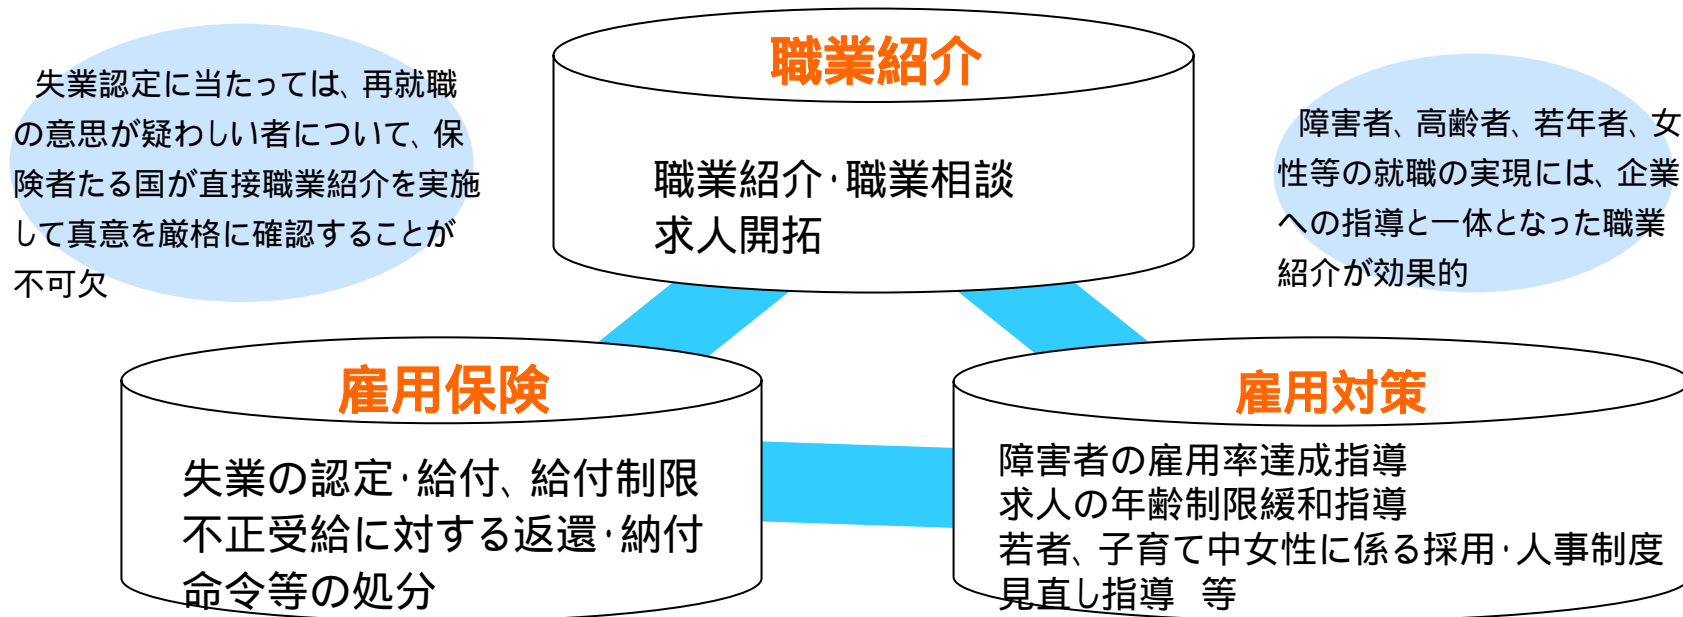 職業紹介
失業認定に当たっては、再就職
の意思が疑わしい者について、保
険者たる国が直接職業紹介を実施
して真意を厳格に確認することが
不可欠
職業紹介・職業相談
求人開拓
障害者、高齢者、若年者、女
性等の就職の実現には、企業
への指導と一体となった職業
紹介が効果的
雇用保険
失業の認定・給付、給付制限
不正受給に対する返還・納付
命令等の処分
雇用対策
障害者の雇用率達成指導
求人の年齢制限緩和指導
若者、子育て中女性に係る採用・人事制度
見直し指導　等